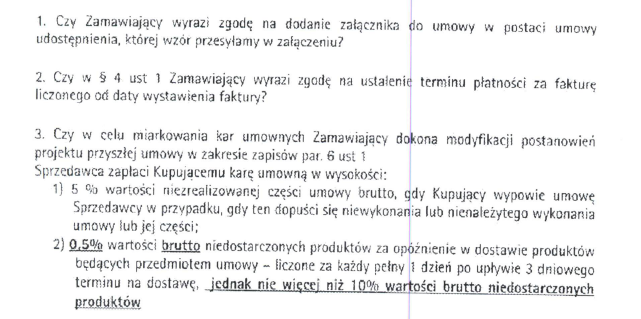 1. Czy Zamawiający wyrazi zgodę na dodanie załącznika do umowy w postaci umowy
udostępnienia, której wzór przesyłamy w załączeniu?
2. Czy w § 4 ust 1 Zamawiający wyrazi zgodę na ustalenie terminu płatności za fakturę
liczonego od daty wystawienia faktury?
3. Czy w celu miarkowania kar umownych Zamawiający dokona modyfikacji postanowień
projektu przyszłej umowy w zakresie zapisów par. 6 ust 1
Sprzedawca zapłaci Kupującemu karę umowną w wysokości:
1) 5 % wartości niezrealizowanej części umowy brutto, gdy Kupujący wypowie umowę
Sprzedawcy w przypadku, gdy ten dopuści się niewykonania lub nienależytego wykonania
umowy lub jej części;
2) 0,5% wartości brutto niedostarczonych produktów za opóźnienie w dostawie produktów
będących przedmiotem umowy – liczone za każdy pełny 1 dzień po upływie 3 dniowego
terminu na dostawę, jednak nie więcej niż 10% wartości brutto niedostarczonych
produktów